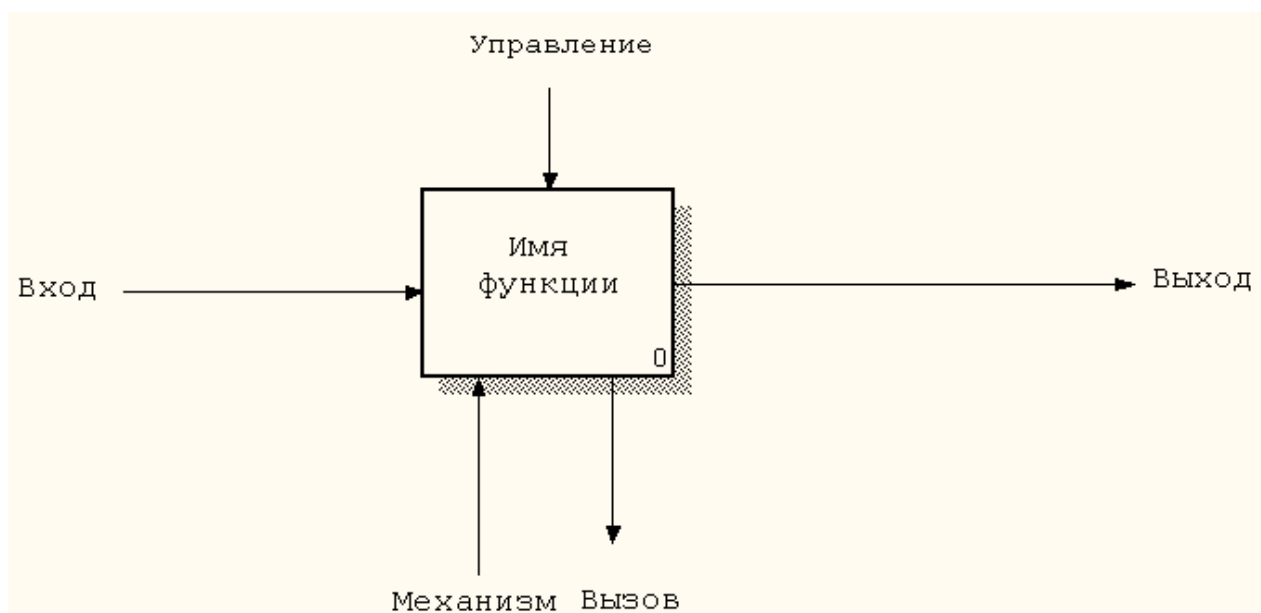 Управление
Имя
функции
Вход
Выход
0
Механизм Вызов